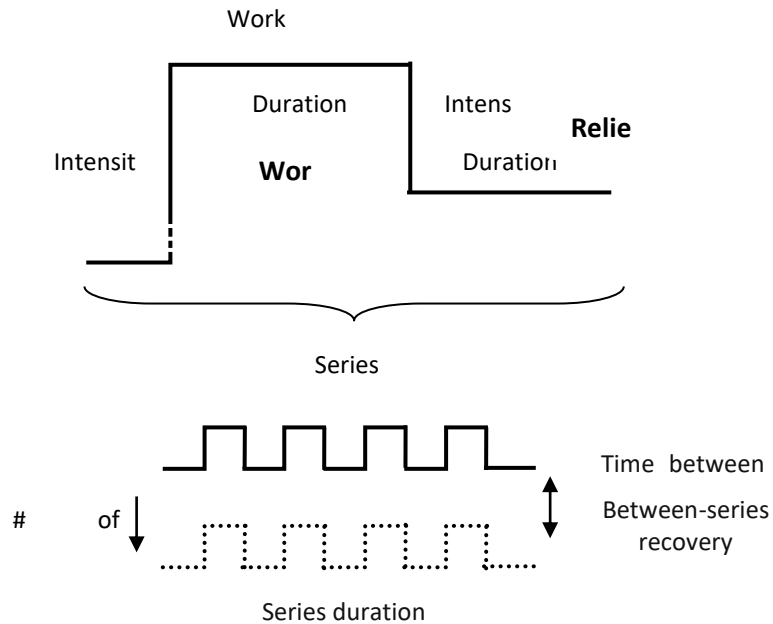 Work
Duration
Intens
Relie
Intensit
Wor
Duration
Series
Time between
# of
Between-series
recovery
Series duration